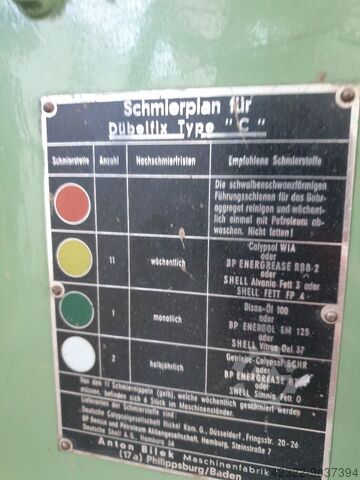 Schmierplan für
Dübelfix Type "C"
Schmierstelle Anzahl Nachschmierfristen Empfohlene Schmierstoffe
Die schwalbenschwanzförmigen
Führungsschienen für das Bohr-
aggregat reinigen und wöchent-
lich einmal mit Petroleum ab-
waschen. Nicht fetten!
11 wöchentlich
Calypsol WIA
oder
BP ENERGREASE RBB 2
oder
SHELL Alvania Fett 3 oder
SHELL FETT FP 4
1 monatlich
Dizon-Öl 100
oder
BP ENERGOL EM 125
oder
SHELL Vitrea Oel 37
2 halbjährlich
Getriebe-Calypsol SCHR
oder
BP ENERGREASE
oder
SHELL Simnia Fett 0
Von den 11 Schmiernippeln (gelb), welche wöchentlich geschmiert werden
müssen, befinden sich 6 Stück im Maschinenständer.
Lieferanten der Schmierstoffe sind:
Deutsche Calypsolgesellschaft Nickel Kom. G., Düsseldorf, Fringsstr. 20-26
BP Benzin und Petroleum Aktiengesellschaft, Hamburg, Steinstraße 7
Deutsche Shell A.G., Hamburg 36
Anton Bilek Maschinenfabrik
(17a) Philippsburg/Baden
42322-9037394